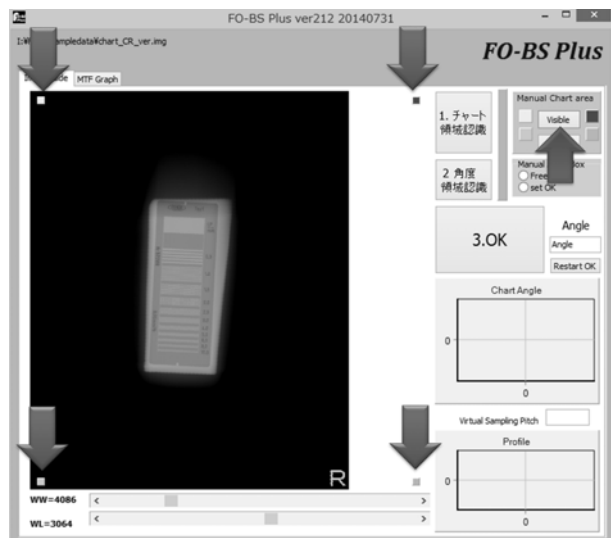 FO-BS Plus ver212 20140731
sampledata¥chart_CR_ver.img
FO-BS Plus
MTF Graph
1. チャート
領域認識
Manual Chart area
Visible
2 角度
領域認識
Manual
Free
set OK
3.OK
Angle
Angle
Restart OK
Chart Angle
0
0
Virtual Sampling Pitch
Profile
0
0
R
WW=4086
WL=3064